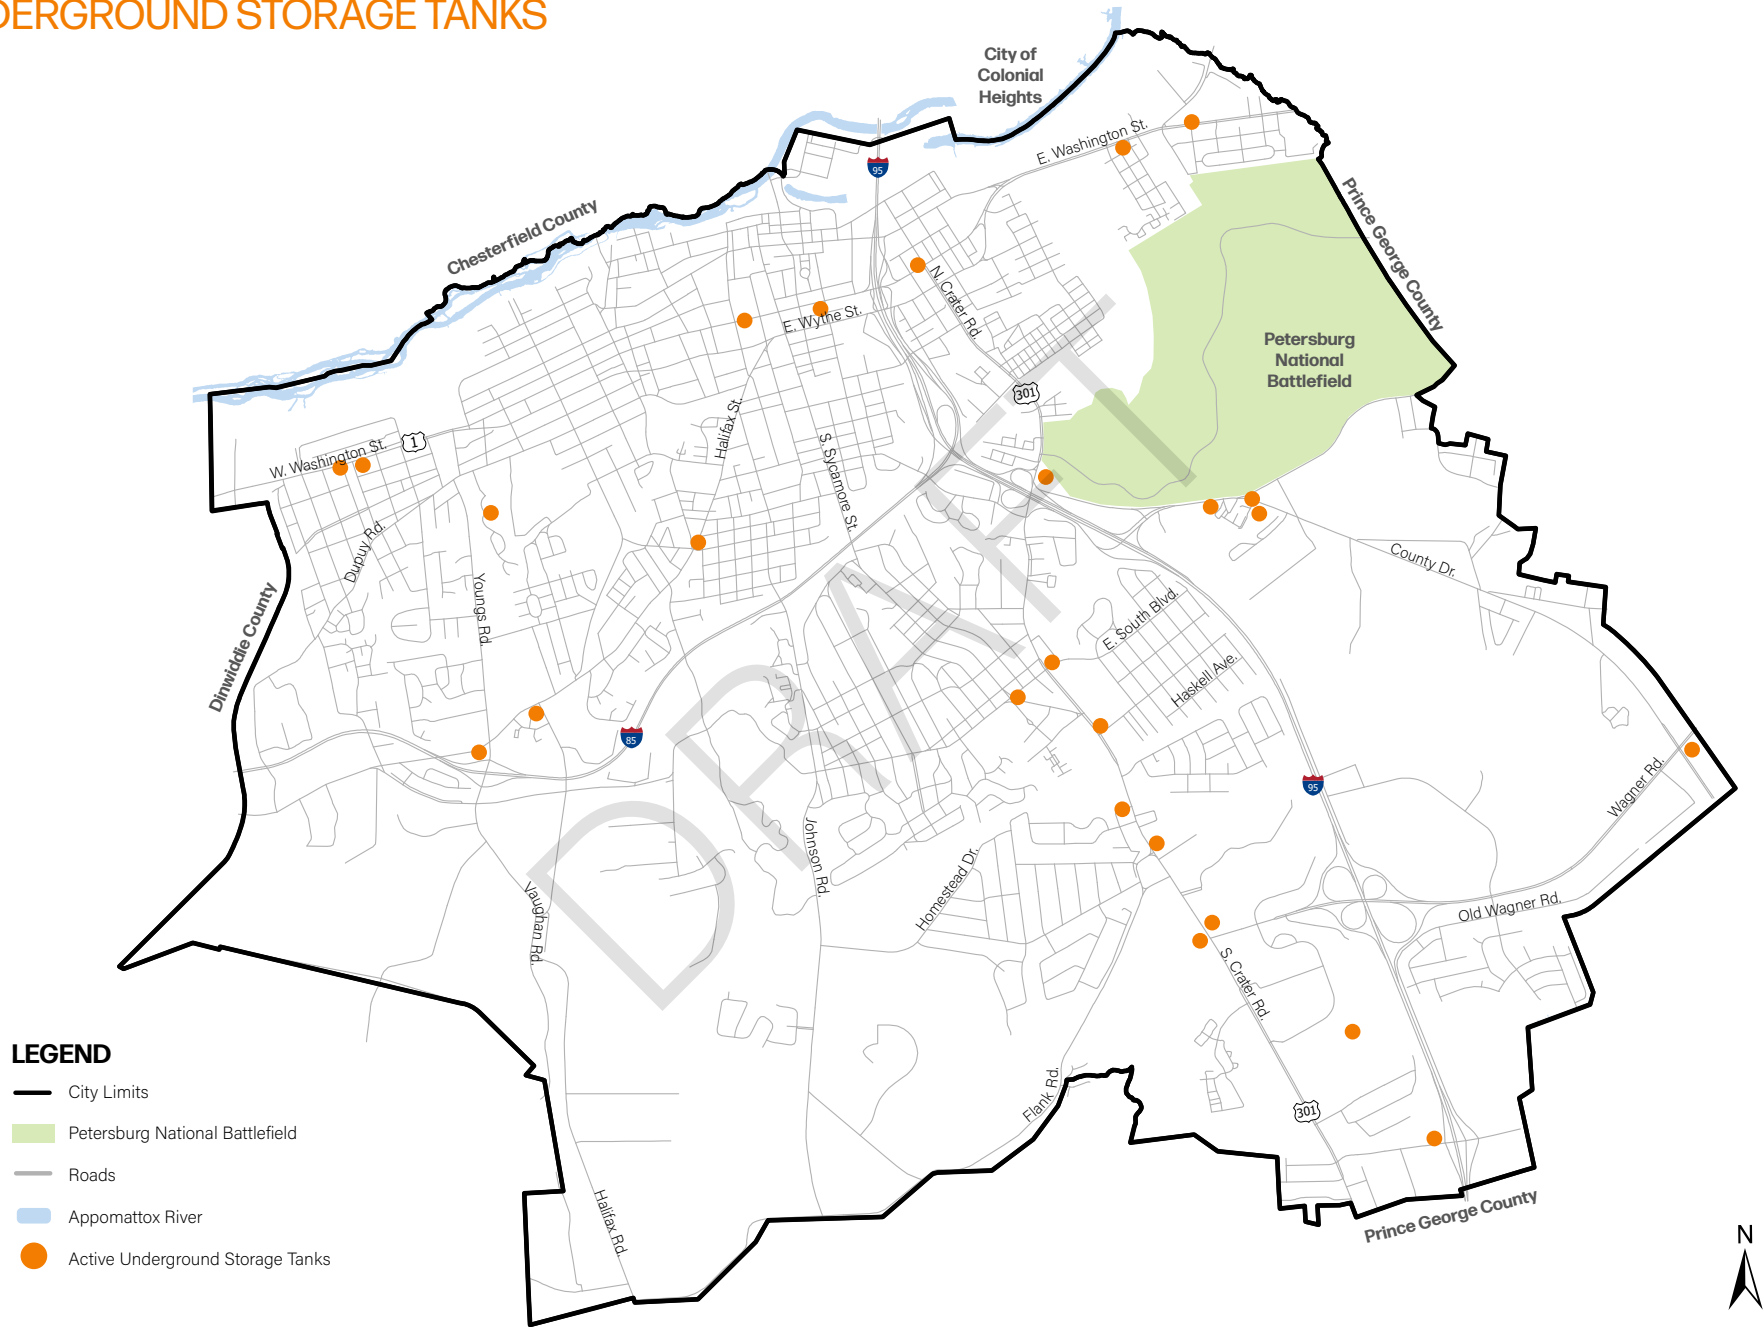 DERGROUND STORAGE TANKS
City of
Colonial
Heights
E. Washington St.
95
Chesterfield County
Prince George County
N. Crater Rd.
E. Wythe St.
Petersburg
National
Battlefield
301
Halifax St.
1
W. Washington St.
S. Sycamore St.
Dupuy Rd.
County Dr.
Youngs Rd.
E. South Blvd.
Dinwiddie County
Haskell Ave.
85
95
Wagner Rd.
DRAFT
Johnson Rd.
Homestead Dr.
Vaughan Rd.
Old Wagner Rd.
S. Crater Rd.
Flank Rd.
301
Halifax Rd.
Prince George County
LEGEND
City Limits
Petersburg National Battlefield
Roads
Appomattox River
Active Underground Storage Tanks
N